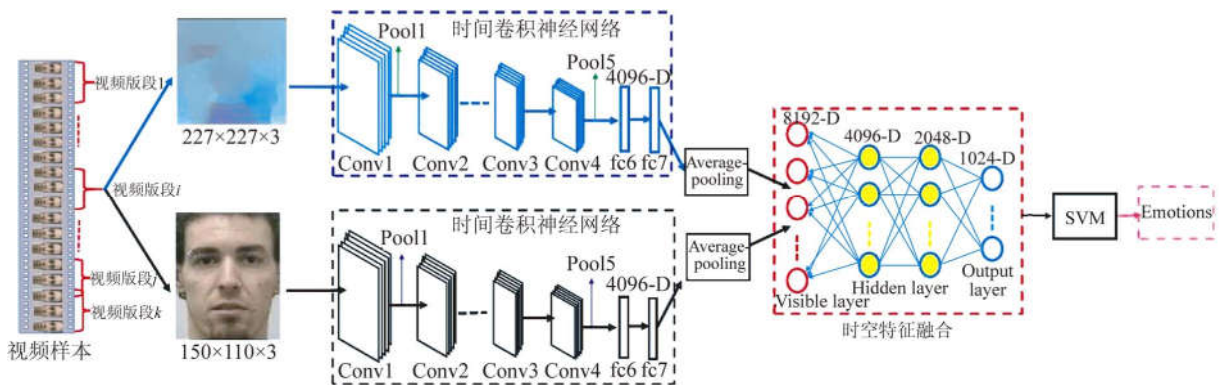 视频版段1
视频版段i
视频版段j
视频版段k
视频样本
227×227×3
150×110×3
时间卷积神经网络
Pool1
Pool5
4096-D
Conv1
Conv2
Conv3
Conv4
fc6
fc7
时间卷积神经网络
Pool1
Pool5
4096-D
Conv1
Conv2
Conv3
Conv4
fc6
fc7
Average-
pooling
Average-
pooling
8192-D
4096-D
2048-D
1024-D
Visible layer
Hidden layer
Output
layer
时空特征融合
SVM
Emotions